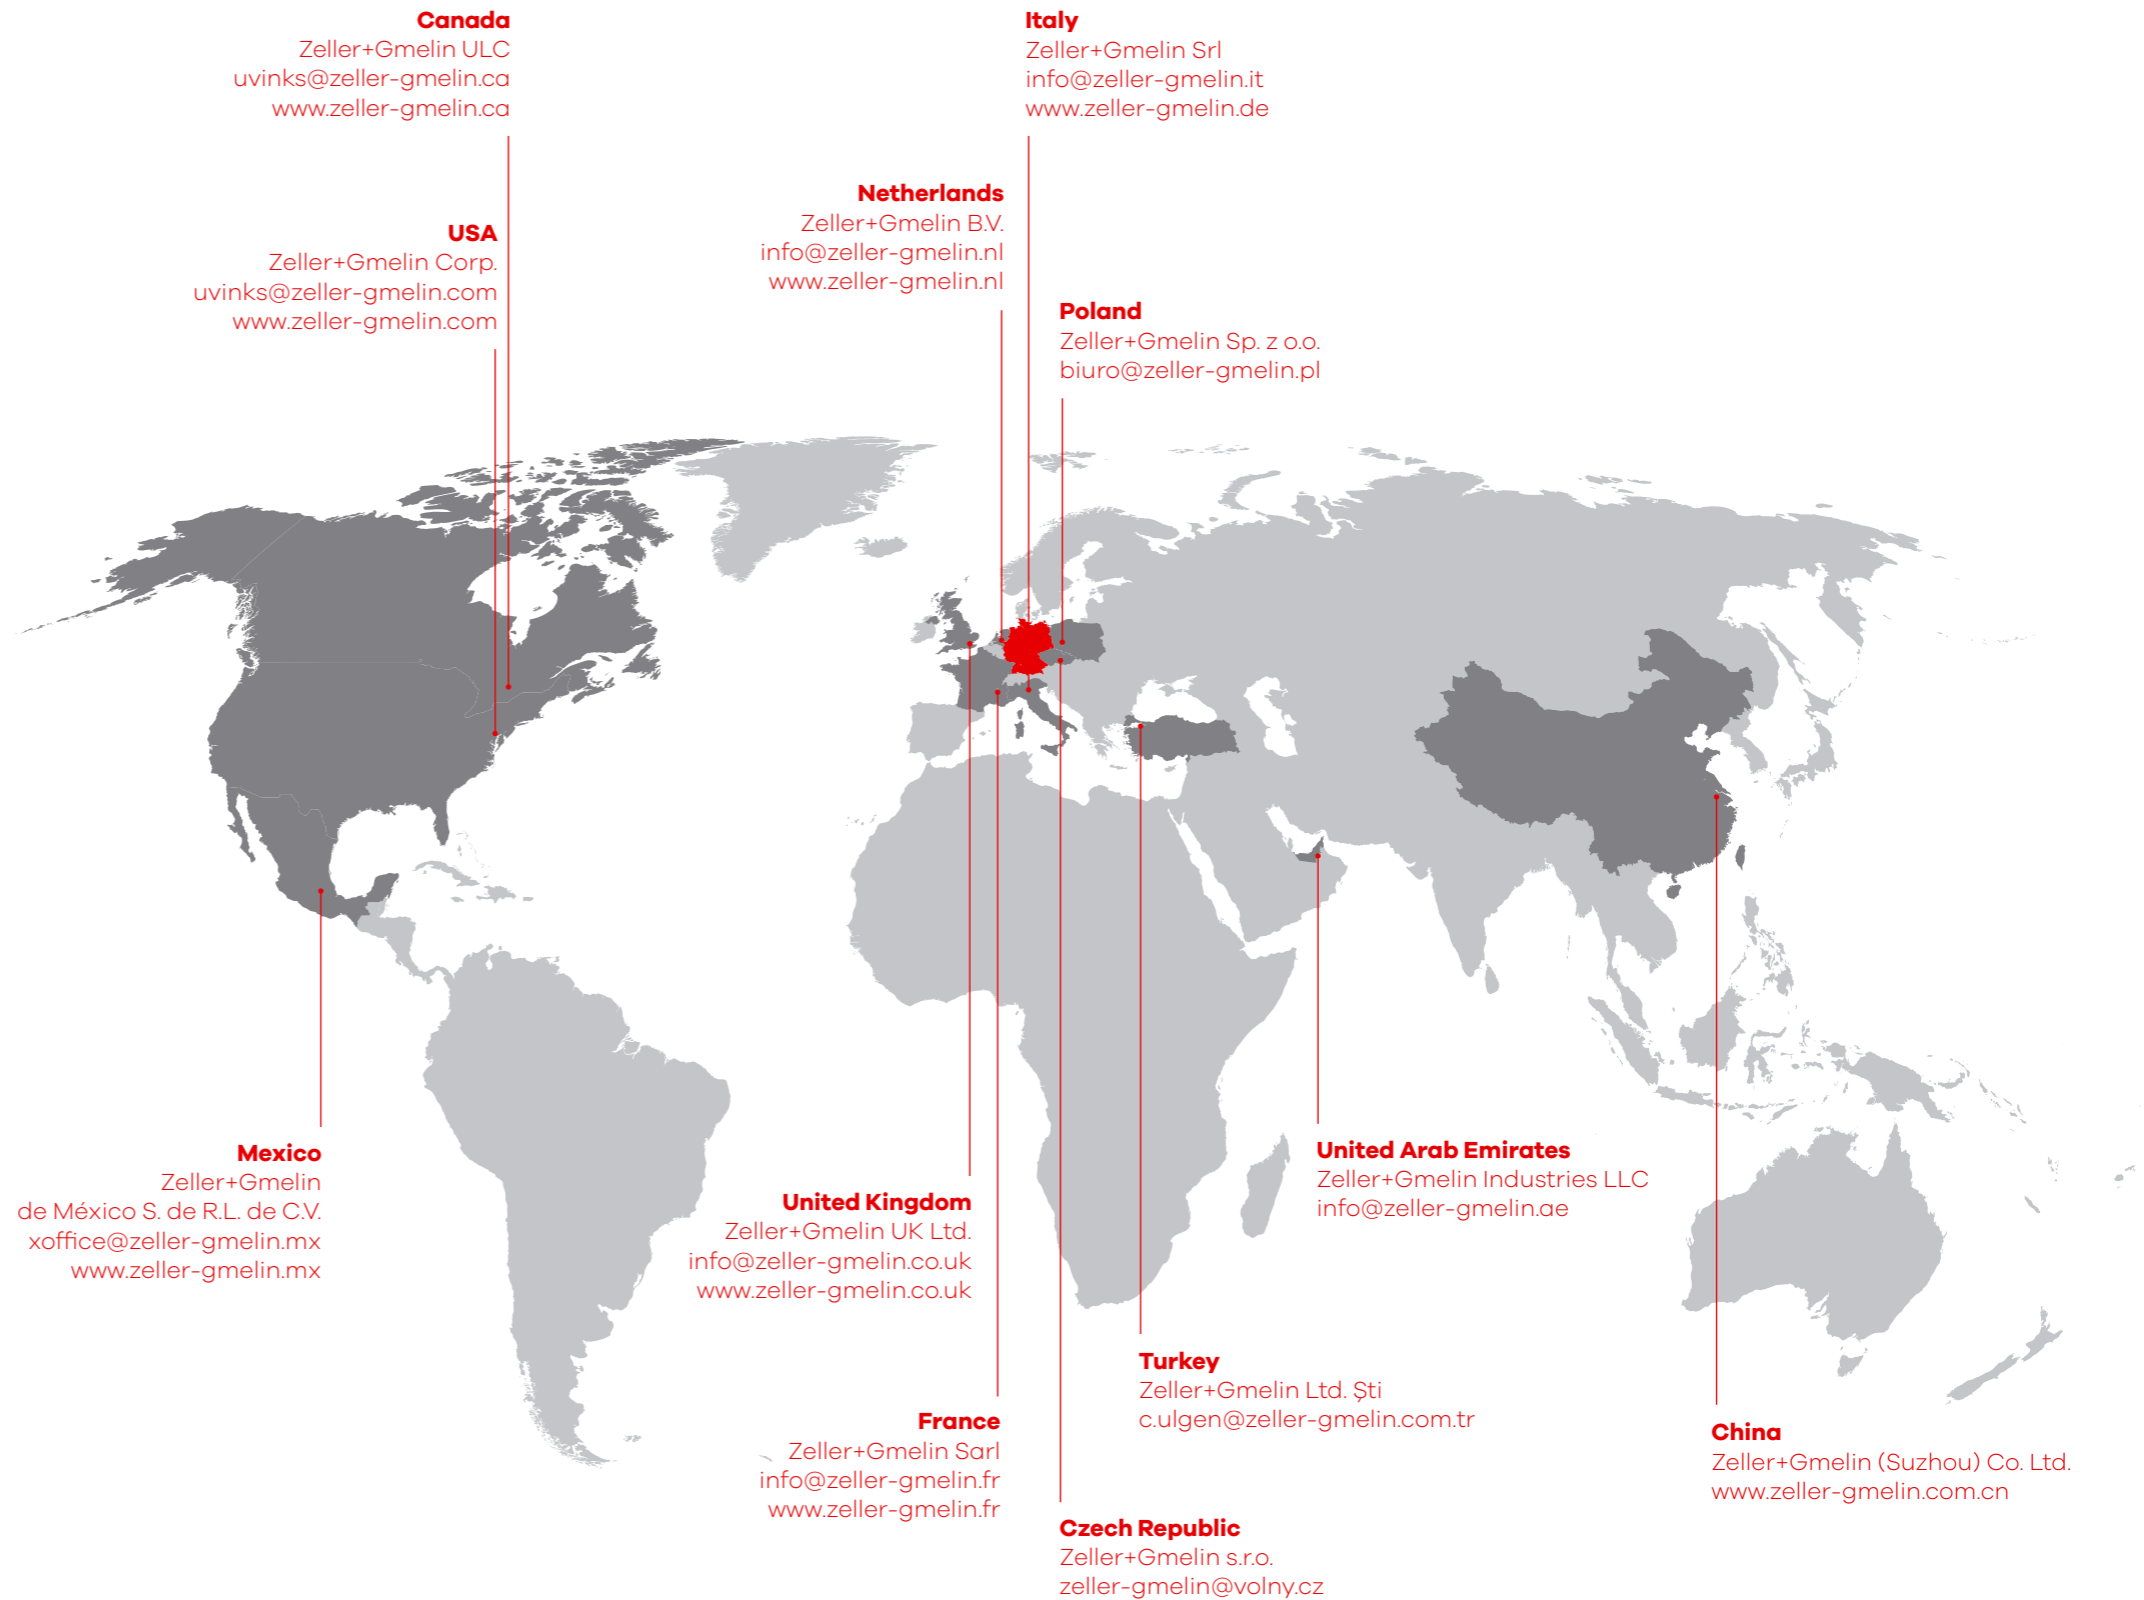 Canada
Zeller+Gmelin ULC
uvinks@zeller-gmelin.ca
www.zeller-gmelin.ca
Italy
Zeller+Gmelin Srl
info@zeller-gmelin.it
www.zeller-gmelin.de
Netherlands
Zeller+Gmelin B.V.
info@zeller-gmelin.nl
www.zeller-gmelin.nl
USA
Zeller+Gmelin Corp.
uvinks@zeller-gmelin.com
www.zeller-gmelin.com
Poland
Zeller+Gmelin Sp. z o.o.
biuro@zeller-gmelin.pl
Mexico
Zeller+Gmelin
de México S. de R.L. de C.V.
xoffice@zeller-gmelin.mx
www.zeller-gmelin.mx
United Kingdom
Zeller+Gmelin UK Ltd.
info@zeller-gmelin.co.uk
www.zeller-gmelin.co.uk
United Arab Emirates
Zeller+Gmelin Industries LLC
info@zeller-gmelin.ae
Turkey
Zeller+Gmelin Ltd. Şti
c.ulgen@zeller-gmelin.com.tr
France
Zeller+Gmelin Sarl
info@zeller-gmelin.fr
www.zeller-gmelin.fr
China
Zeller+Gmelin (Suzhou) Co. Ltd.
www.zeller-gmelin.com.cn
Czech Republic
Zeller+Gmelin s.r.o.
zeller-gmelin@volny.cz